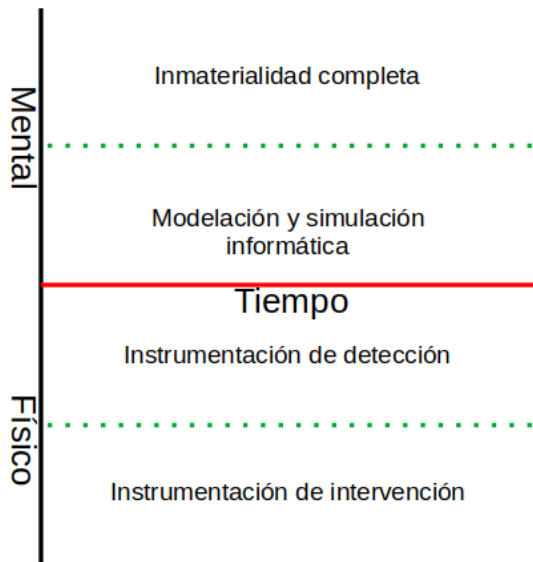 Mental
Inmaterialidad completa
Modelación y simulación
informática
Tiempo
Físico
Instrumentación de detección
Instrumentación de intervención